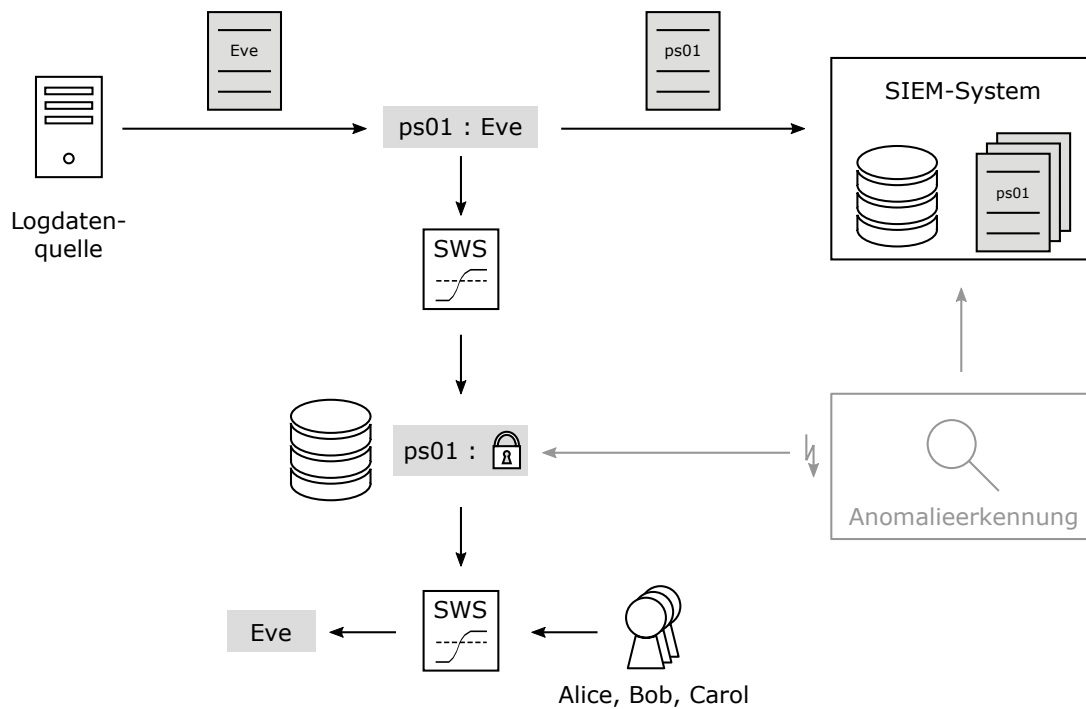 Eve
ps01
SIEM-System
ps01 : Eve
ps01
Logdaten-
quelle
SWS
ps01 :
Anomalieerkennung
SWS
Eve
Alice, Bob, Carol